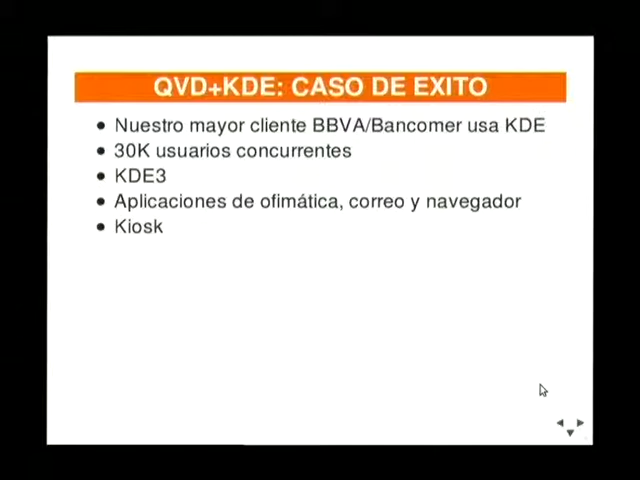 QVD+KDE: CASO DE EXITO
Nuestro mayor cliente BBVA/Bancomer usa KDE
30K usuarios concurrentes
KDE3
Aplicaciones de ofimática, correo y navegador
Kiosk